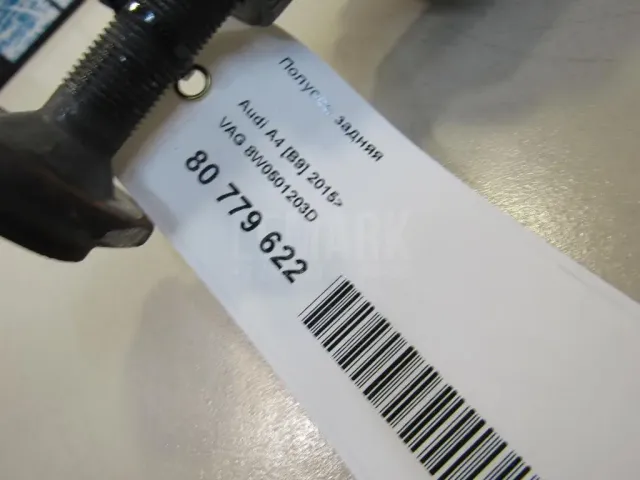 Полуось задняя
Audi A4 [B9] 2015>
VAG 8W0501203D
80 779 622